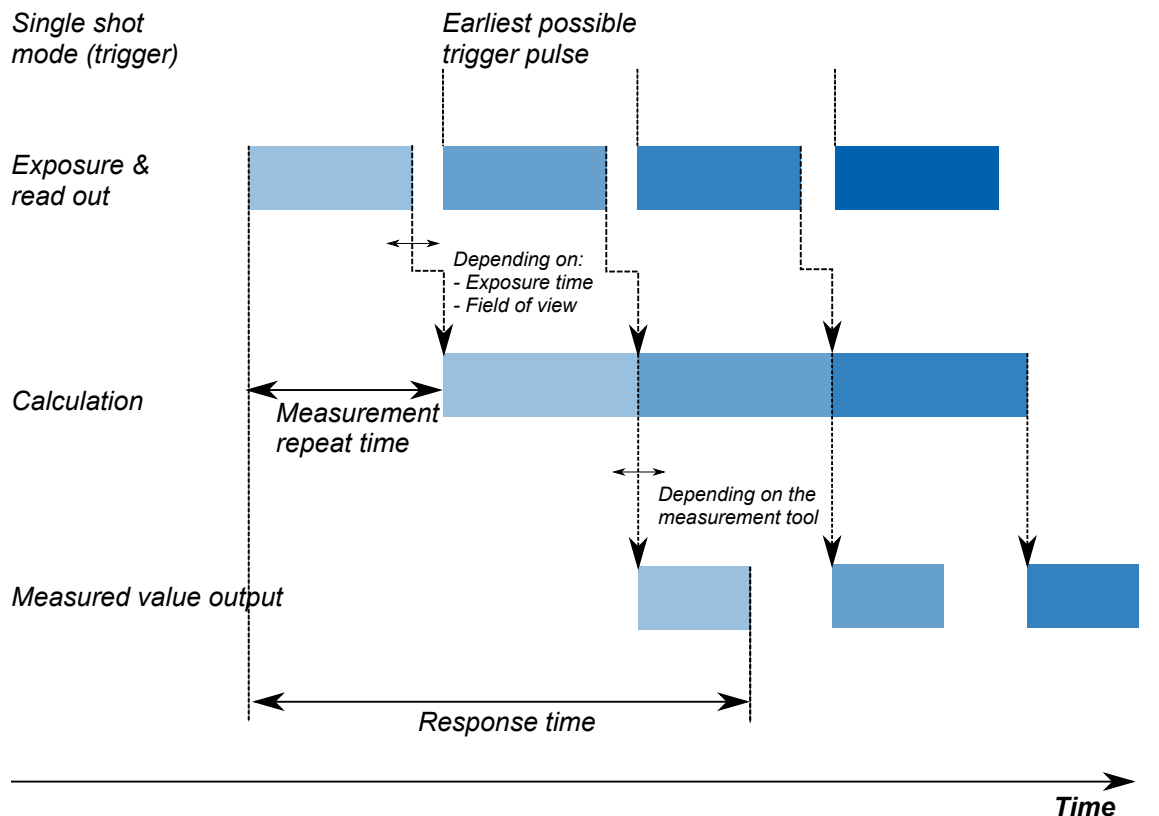 Single shot
mode (trigger)
Earliest possible
trigger pulse
Exposure &
read out
Depending on:
- Exposure time
- Field of view
Calculation
Measurement
repeat time
Depending on the
measurement tool
Measured value output
Response time
Time